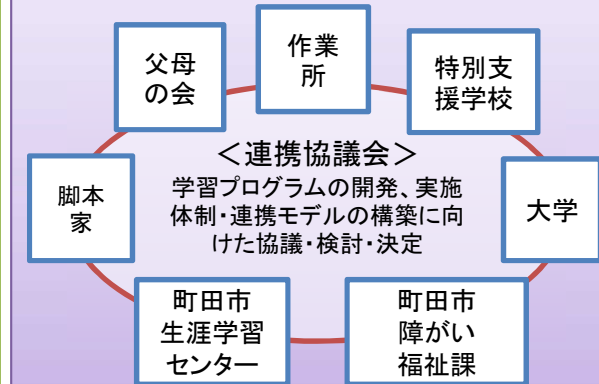 作業
所
父母
の会
特別支
援学校
＜連携協議会＞
学習プログラムの開発、実施
体制・連携モデルの構築に向
けた協議・検討・決定
脚本
家
大学
町田市
生涯学習
センター
町田市
障がい
福祉課